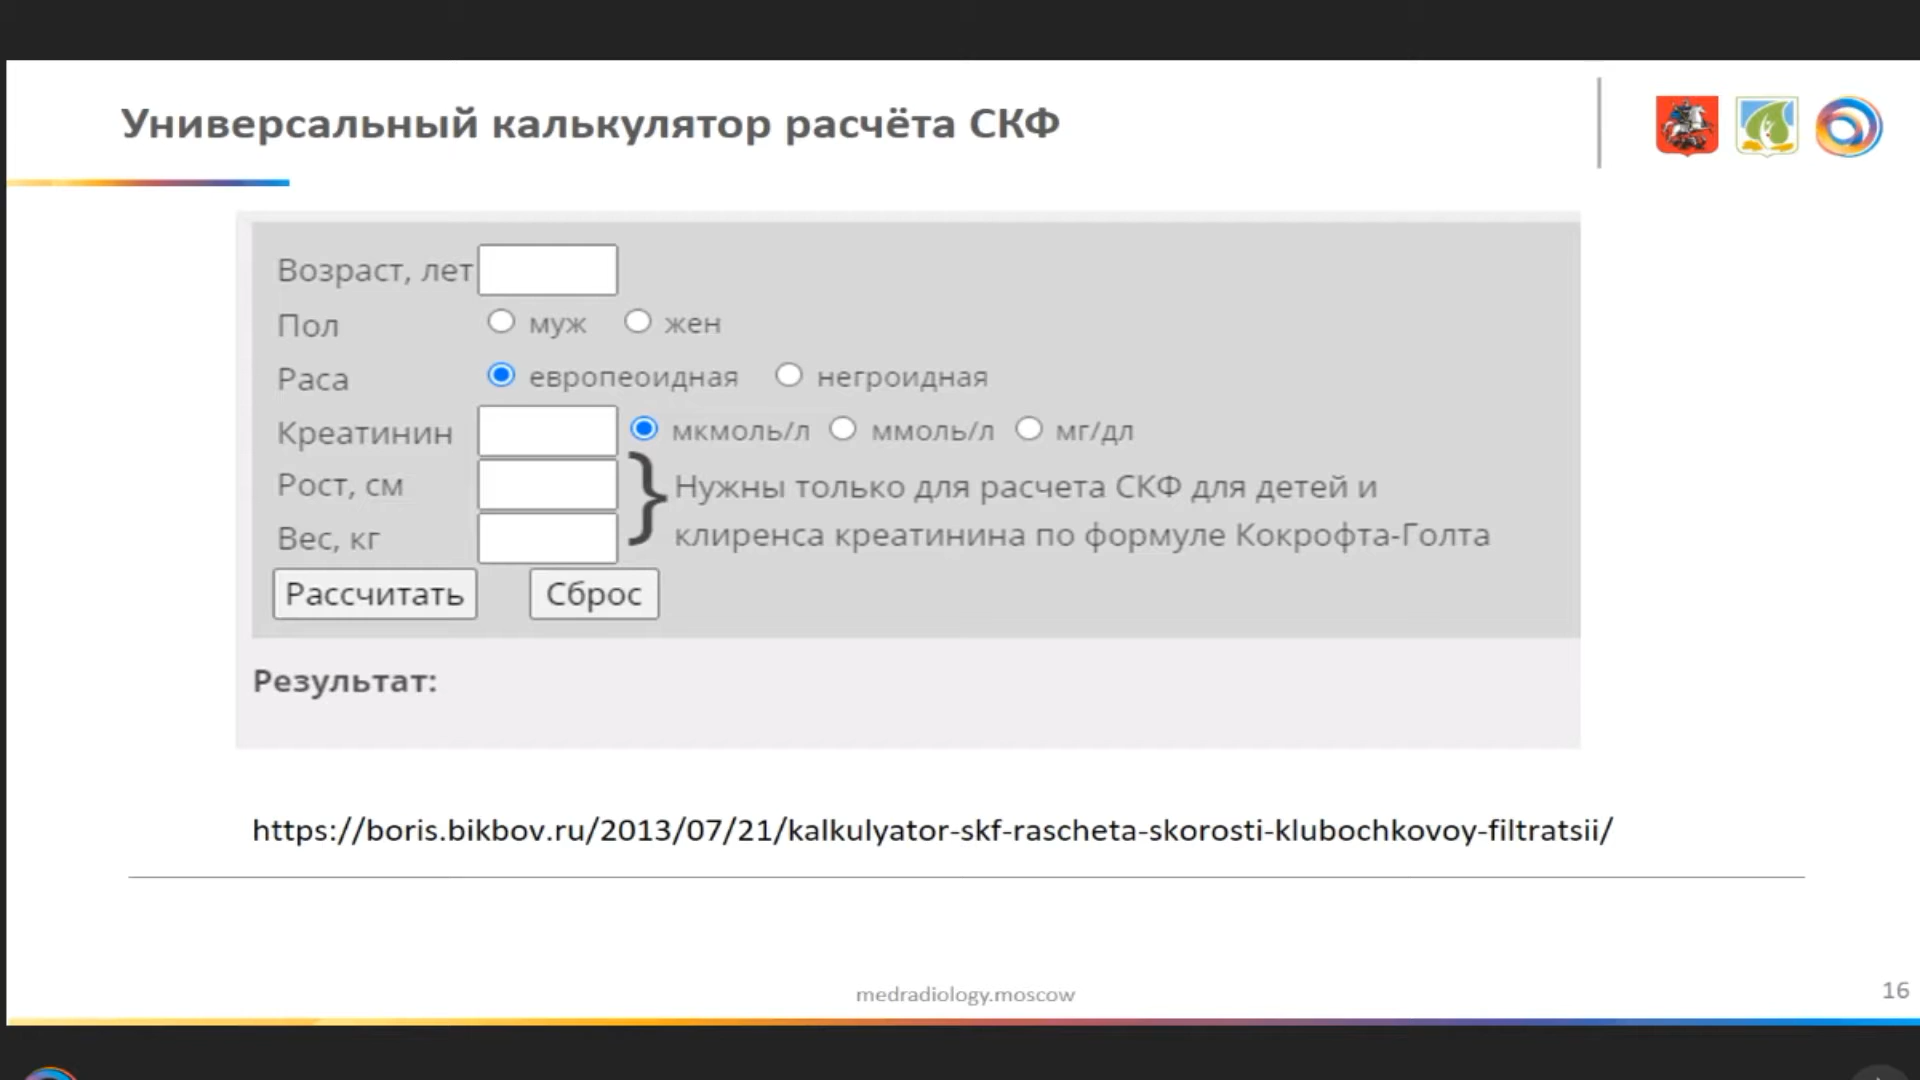 Универсальный калькулятор расчёта СКФ
Возраст, лет
Пол муж жен
Раса европеоидная негроидная
Креатинин мкмоль/л ммоль/л мг/дл
Рост, см
Нужны только для расчета СКФ для детей и
Вес, кг
клиренса креатинина по формуле Кокрофта-Голта
Рассчитать Сброс
Результат:
https://boris.bikbov.ru/2013/07/21/kalkulyator-skf-rascheta-skorosti-klubochkovoy-filtratsii/
medradiology.moscow
16